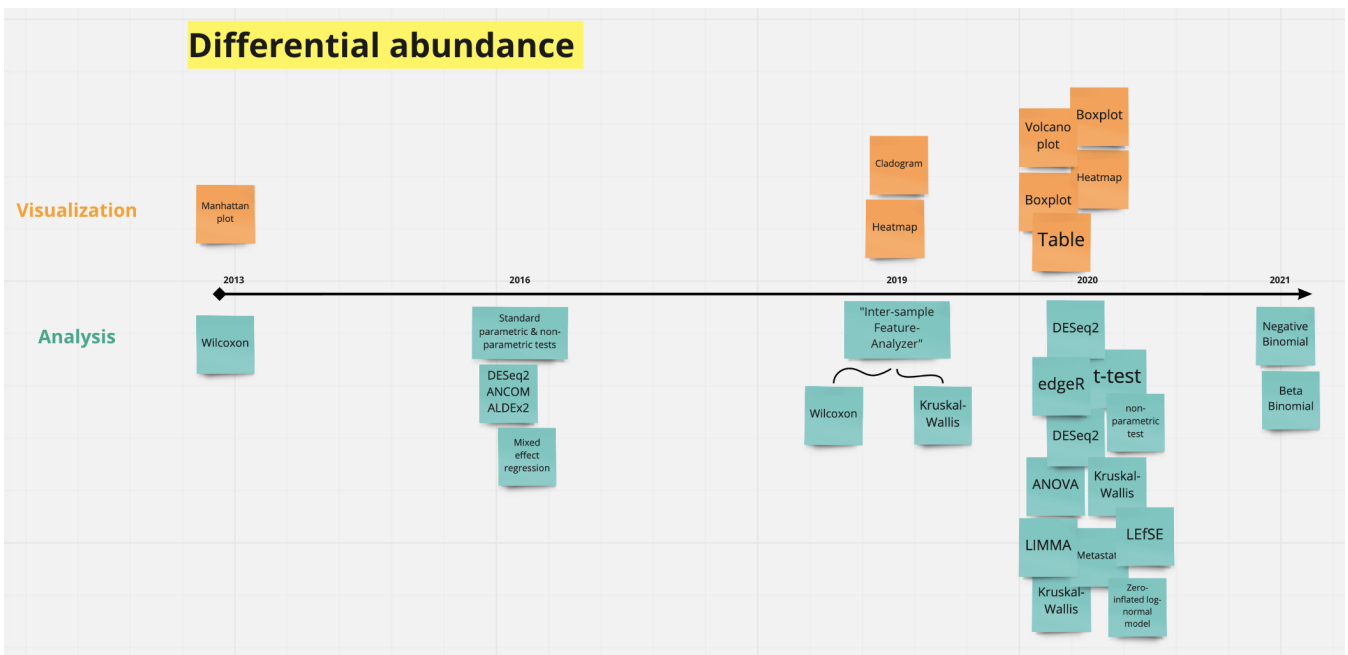 Differential abundance
Visualization
Manhattan
plot
Cladogram
Heatmap
Volcano
plot
Boxplot
Heatmap
Boxplot
Table
2013
2016
2019
2020
2021
Analysis
Wilcoxon
Standard
parametric & non-
parametric tests
DESeq2
ANCOM
ALDEx2
Mixed
effect
regression
"Inter-sample
Feature-
Analyzer"
Wilcoxon
Kruskal-
Wallis
DESeq2
edgeR
t-test
non-
parametric
test
DESeq2
ANOVA
Kruskal-
Wallis
LIMMA
Metastat
LEfSE
Kruskal-
Wallis
Zero-
inflated log-
normal
model
Negative
Binomial
Beta
Binomial